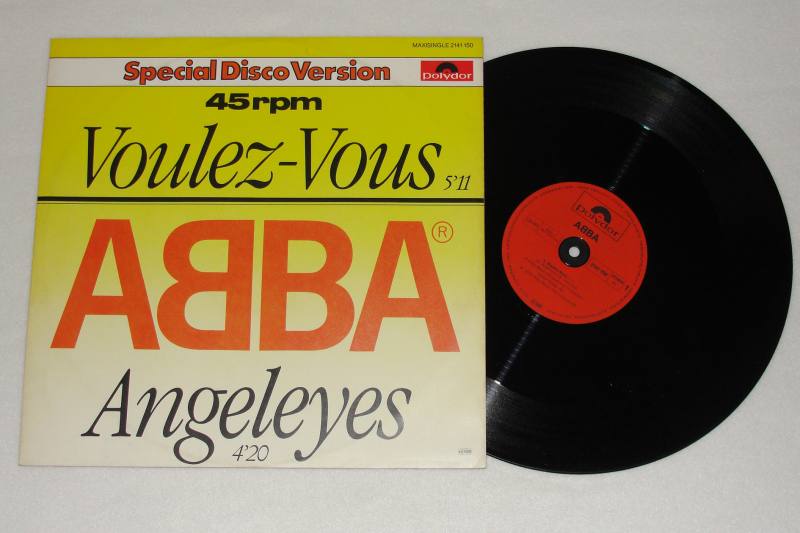 MAXISINGLE 2141 150
Special Disco Version
Polydor
45 rpm
Voulez-Vous 5'11
ABBA ®
Angeleyes
4'20
Polydor
ABBA